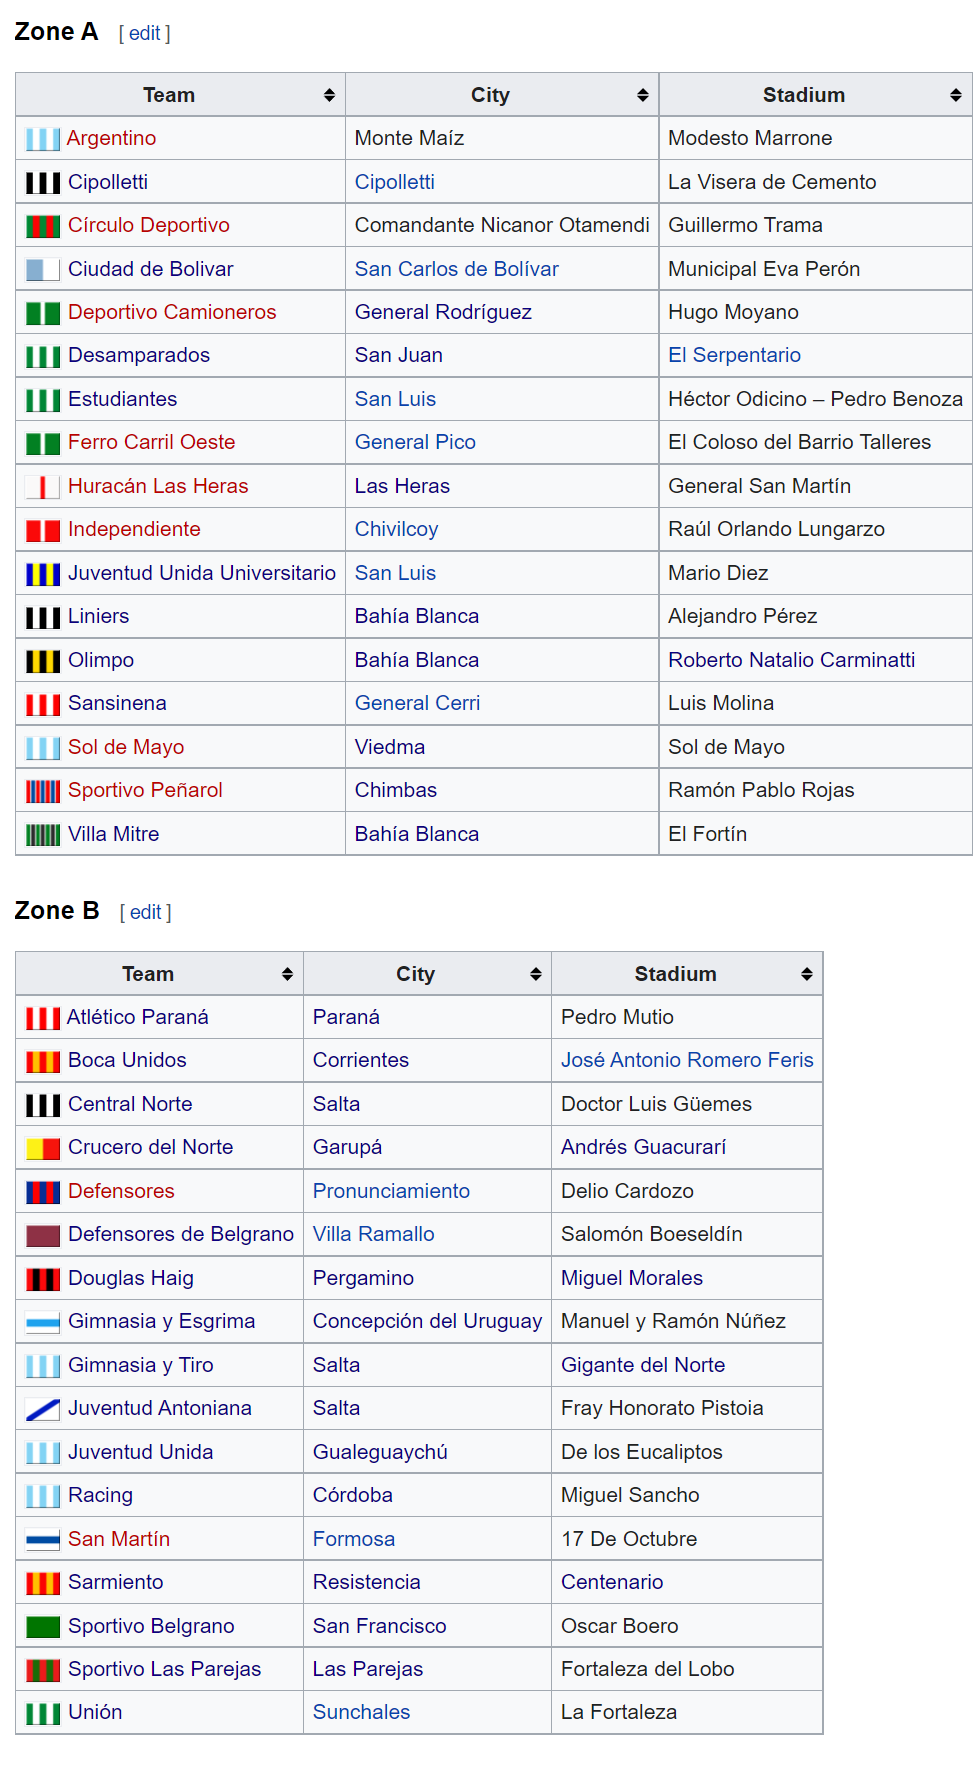 Zone A [ edit ]
Team City Stadium
Argentino Monte Maíz Modesto Marrone
Cipolletti Cipolletti La Visera de Cemento
Círculo Deportivo Comandante Nicanor Otamendi Guillermo Trama
Ciudad de Bolivar San Carlos de Bolívar Municipal Eva Perón
Deportivo Camioneros General Rodríguez Hugo Moyano
Desamparados San Juan El Serpentario
Estudiantes San Luis Héctor Odicino – Pedro Benoza
Ferro Carril Oeste General Pico El Coloso del Barrio Talleres
Huracán Las Heras Las Heras General San Martín
Independiente Chivilcoy Raúl Orlando Lungarzo
Juventud Unida Universitario San Luis Mario Diez
Liniers Bahía Blanca Alejandro Pérez
Olimpo Bahía Blanca Roberto Natalio Carminatti
Sansinena General Cerri Luis Molina
Sol de Mayo Viedma Sol de Mayo
Sportivo Peñarol Chimbas Ramón Pablo Rojas
Villa Mitre Bahía Blanca El Fortín
Zone B [ edit ]
Team City Stadium
Atlético Paraná Paraná Pedro Mutio
Boca Unidos Corrientes José Antonio Romero Feris
Central Norte Salta Doctor Luis Güemes
Crucero del Norte Garupá Andrés Guacurarí
Defensores Pronunciamiento Delio Cardozo
Defensores de Belgrano Villa Ramallo Salomón Boeseldín
Douglas Haig Pergamino Miguel Morales
Gimnasia y Esgrima Concepción del Uruguay Manuel y Ramón Núñez
Gimnasia y Tiro Salta Gigante del Norte
Juventud Antoniana Salta Fray Honorato Pistoia
Juventud Unida Gualeguaychú De los Eucaliptos
Racing Córdoba Miguel Sancho
San Martín Formosa 17 De Octubre
Sarmiento Resistencia Centenario
Sportivo Belgrano San Francisco Oscar Boero
Sportivo Las Parejas Las Parejas Fortaleza del Lobo
Unión Sunchales La Fortaleza